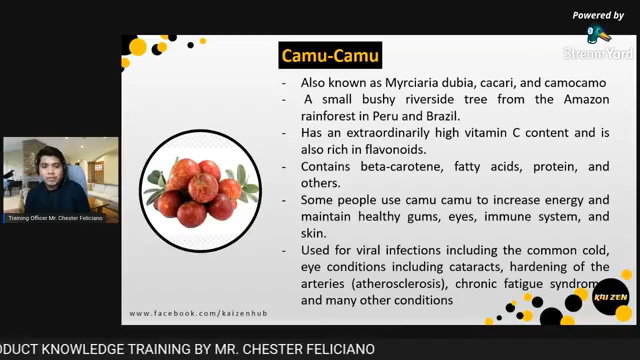 Powered by
StreamYard
Camu-Camu
- Also known as Myrciaria dubia, cacari, and camocamo
- A small bushy riverside tree from the Amazon
rainforest in Peru and Brazil.
- Has an extraordinarily high vitamin C content and is
also rich in flavonoids.
- Contains beta-carotene, fatty acids, protein, and
others.
- Some people use camu camu to increase energy and
maintain healthy gums, eyes, immune system, and
skin.
- Used for viral infections including the common cold,
eye conditions including cataracts, hardening of the
arteries (atherosclerosis), chronic fatigue syndrome
and many other conditions
Training Officer Mr. Chester Feliciano
KAIZEN
www.facebook.com/kaizenhub
ODUCT KNOWLEDGE TRAINING BY MR. CHESTER FELICIANO